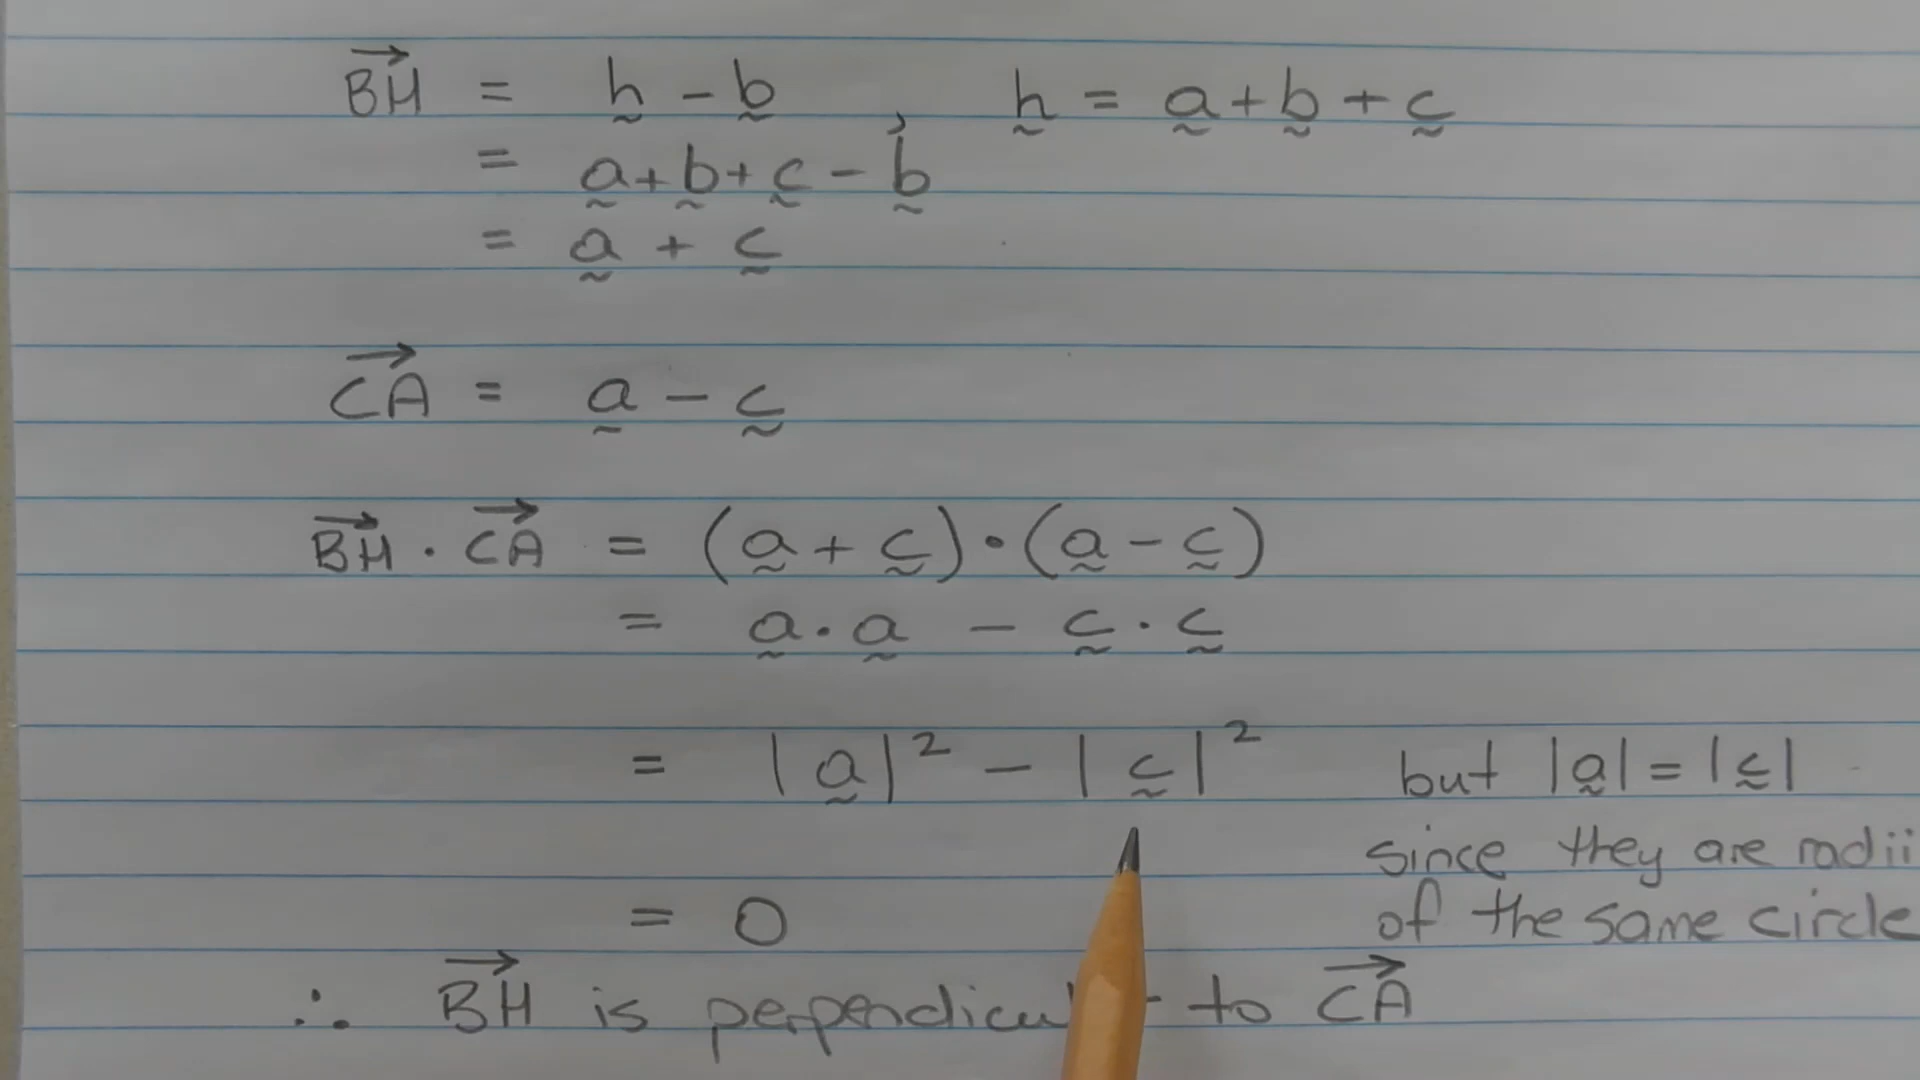 BH⃗ = h̰ - b̰ , h̰ = a̰ + b̰ + c̰
= a̰ + b̰ + c̰ - b̰
= a̰ + c̰
CA⃗ = a̰ - c̰
BH⃗ · CA⃗ = (a̰ + c̰) · (a̰ - c̰)
= a̰ · a̰ - c̰ · c̰
= |a̰|² - |c̰|² but |a̰| = |c̰|
since they are radii
= 0 of the same circle
∴ BH⃗ is to CA⃗